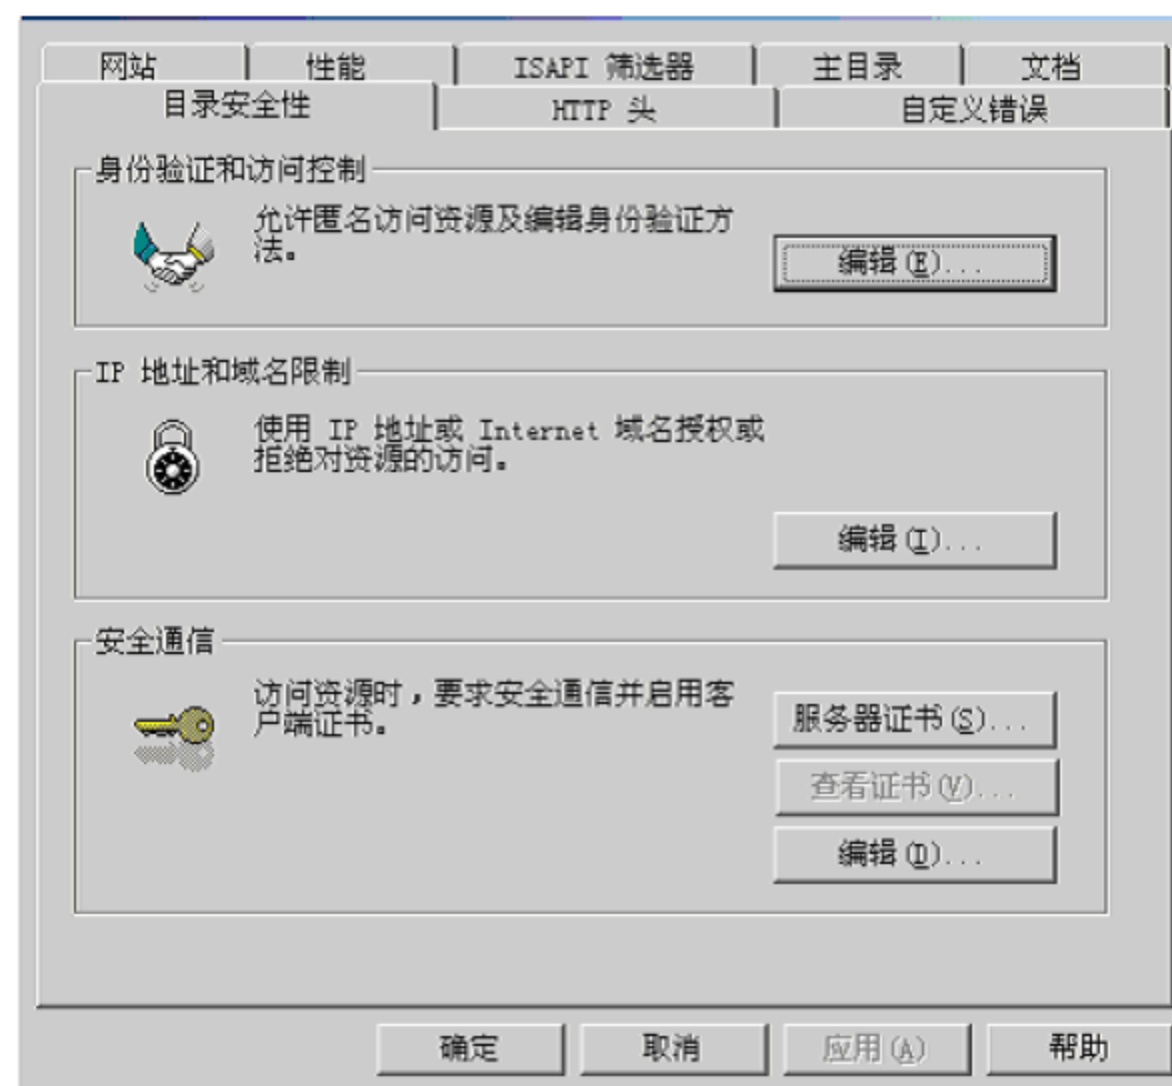 网站 性能 ISAPI 筛选器 主目录 文档
目录安全性 HTTP 头 自定义错误
身份验证和访问控制
允许匿名访问资源及编辑身份验证方
法。
编辑(E)...
IP 地址和域名限制
使用 IP 地址或 Internet 域名授权或
拒绝对资源的访问。
编辑(I)...
安全通信
访问资源时，要求安全通信并启用客
户端证书。
服务器证书(S)...
查看证书(V)...
编辑(D)...
确定 取消 应用(A) 帮助